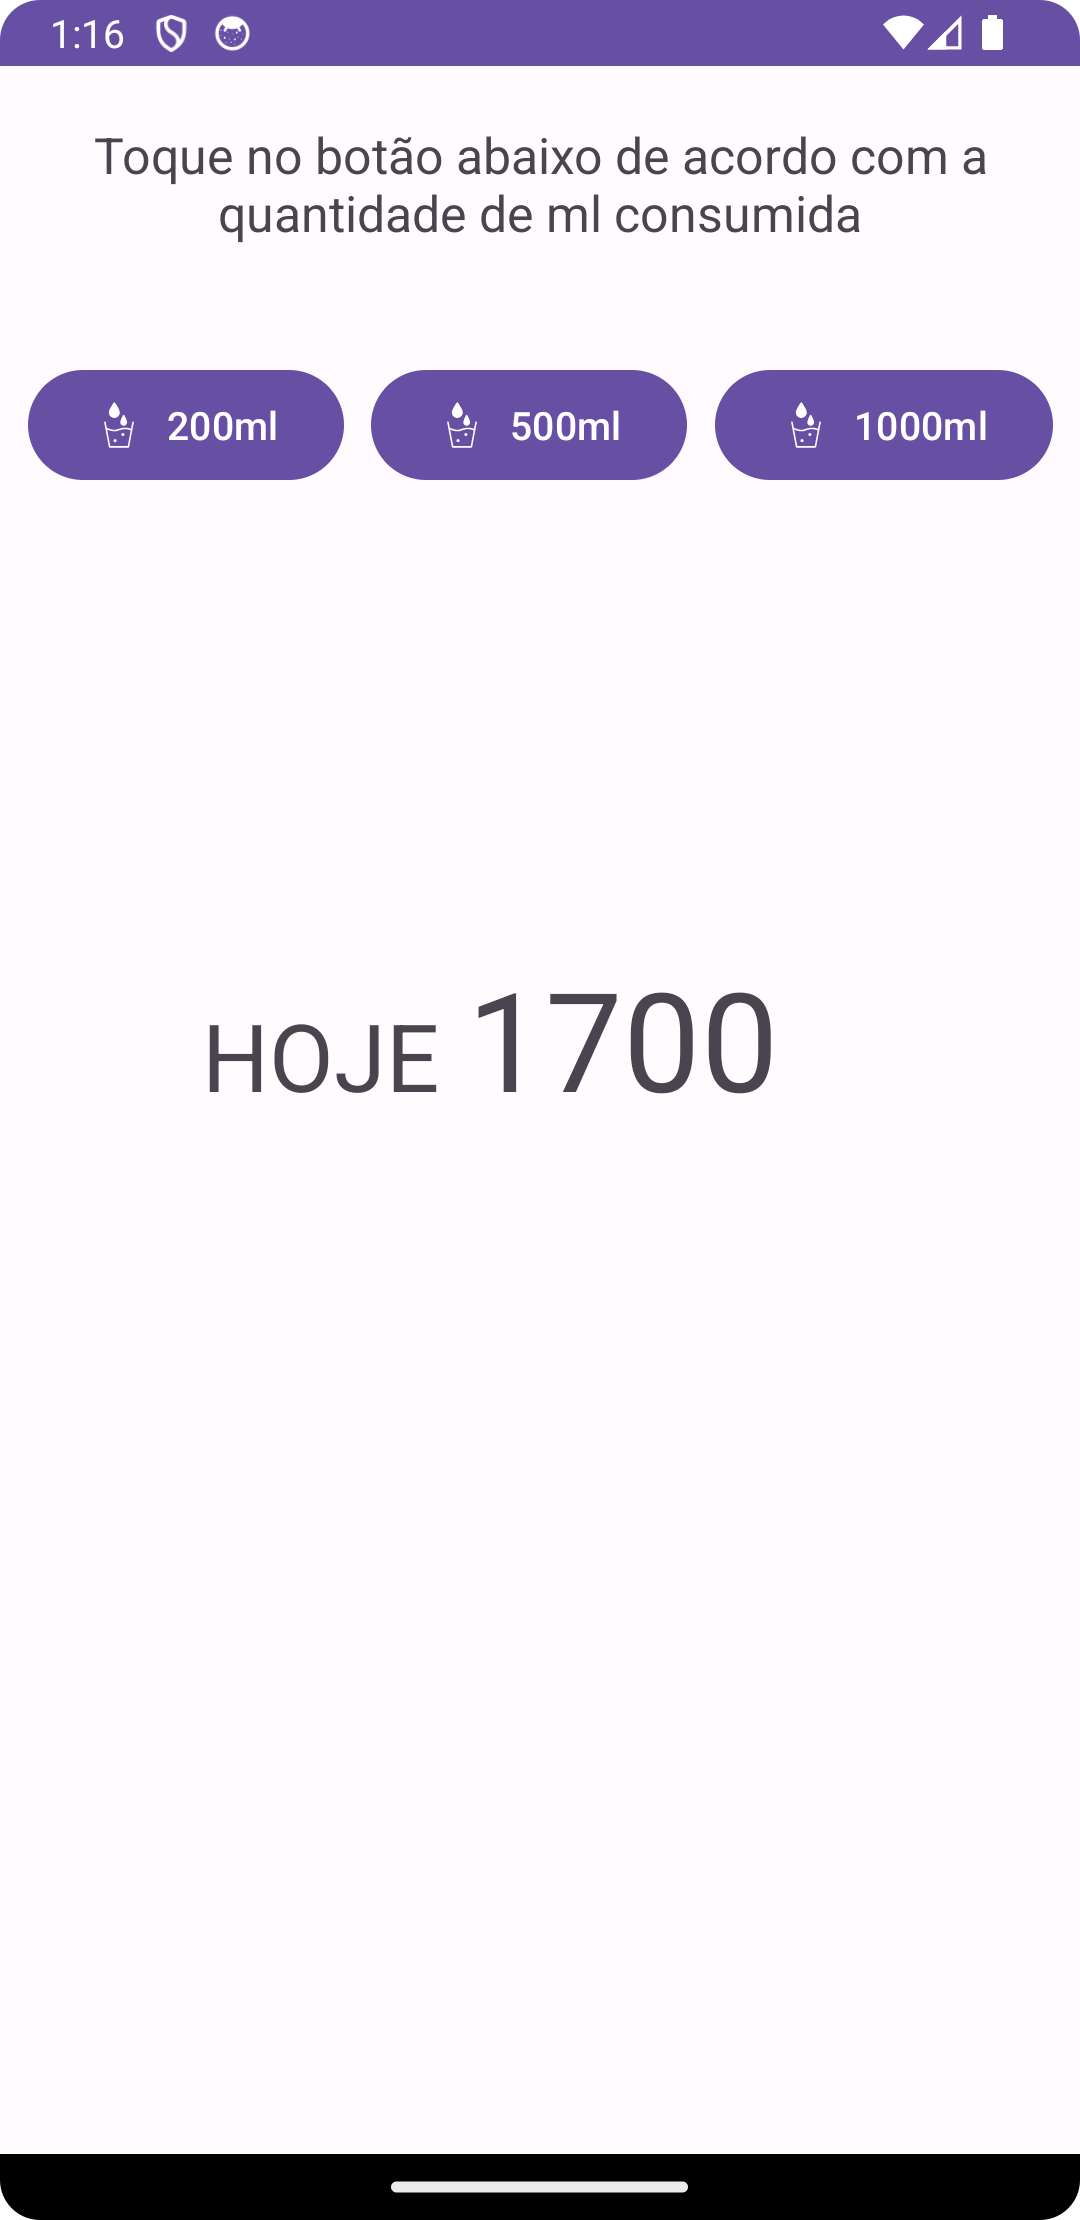 1:16
Toque no botão abaixo de acordo com a
quantidade de ml consumida
200ml 500ml 1000ml
HOJE 1700